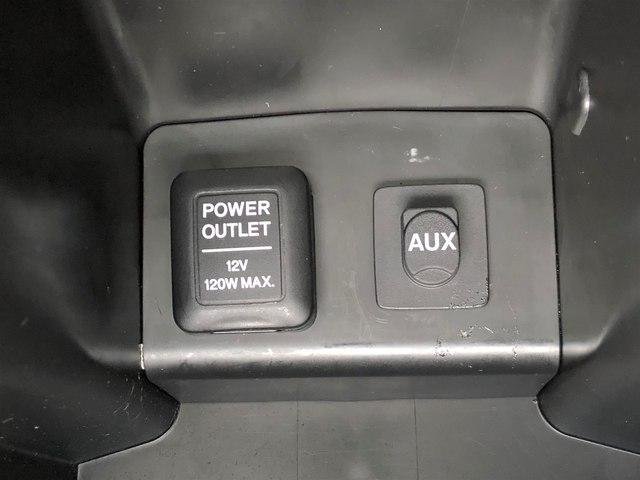 POWER
OUTLET
12V
120W MAX.
AUX